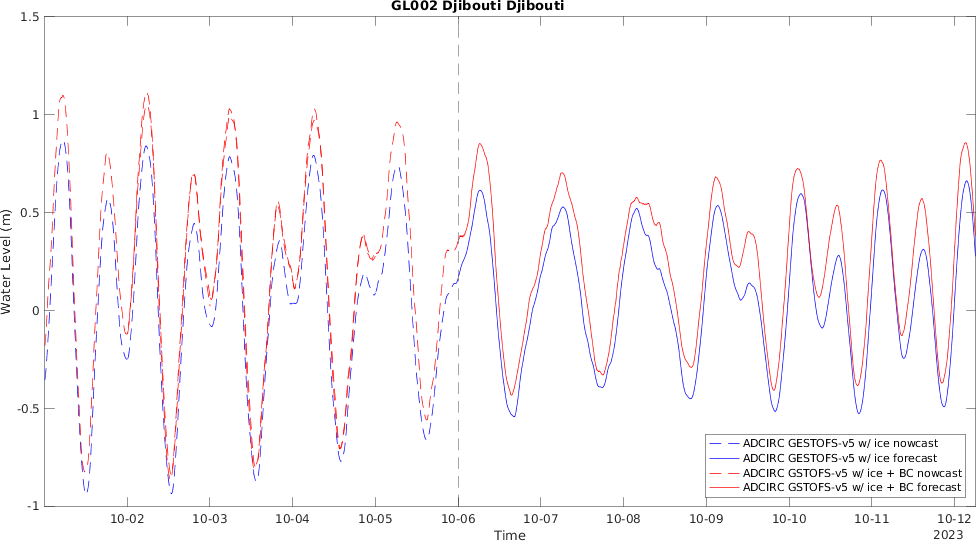 GL002 Djibouti Djibouti
Water Level (m)
1.5
1
0.5
0
-0.5
-1
10-02 10-03 10-04 10-05 10-06 10-07 10-08 10-09 10-10 10-11 10-12
2023
Time
ADCIRC GESTOFS-v5 w/ ice nowcast
ADCIRC GESTOFS-v5 w/ ice forecast
ADCIRC GSTOFS-v5 w/ ice + BC nowcast
ADCIRC GSTOFS-v5 w/ ice + BC forecast